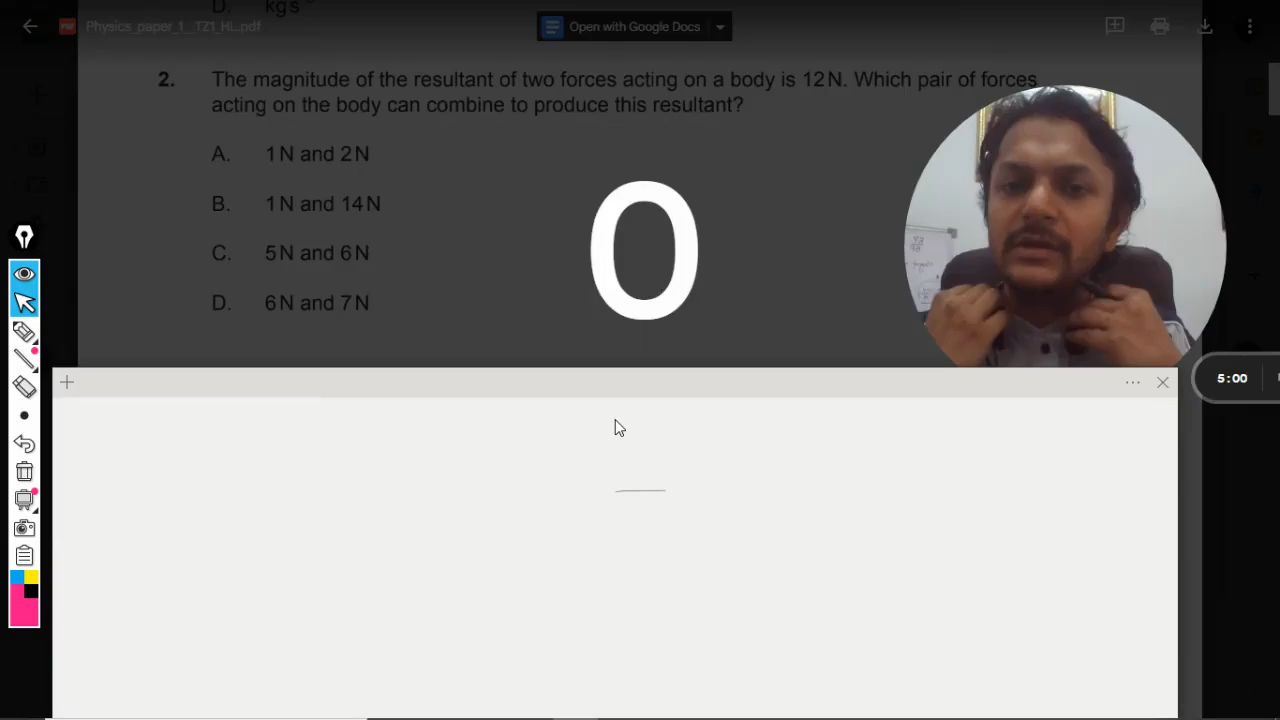 D. kg s
Physics_paper_1__TZ1_HL.pdf
Open with Google Docs
2. The magnitude of the resultant of two forces acting on a body is 12 N. Which pair of forces
acting on the body can combine to produce this resultant?
A. 1 N and 2 N
B. 1 N and 14 N
C. 5 N and 6 N
D. 6 N and 7 N
0
5:00